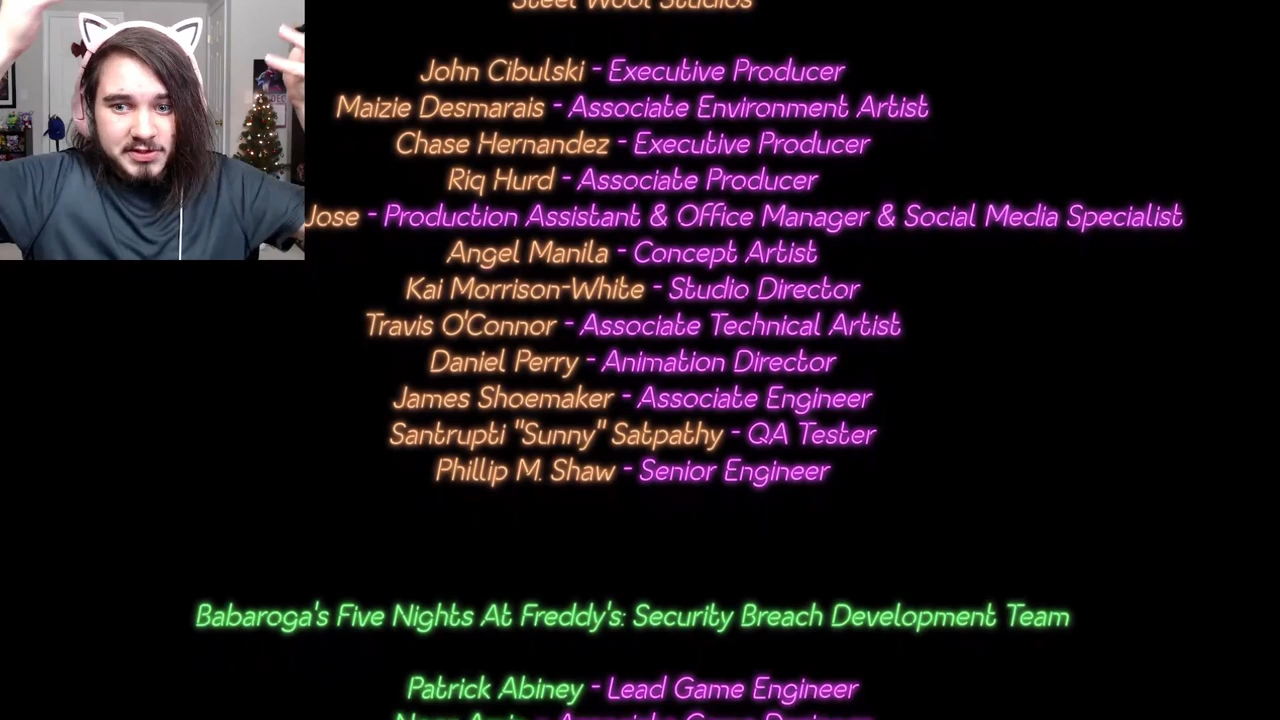 Steel Wool Studios
John Cibulski - Executive Producer
Maizie Desmarais - Associate Environment Artist
Chase Hernandez - Executive Producer
Riq Hurd - Associate Producer
Jose - Production Assistant & Office Manager & Social Media Specialist
Angel Manila - Concept Artist
Kai Morrison-White - Studio Director
Travis O'Connor - Associate Technical Artist
Daniel Perry - Animation Director
James Shoemaker - Associate Engineer
Santrupti "Sunny" Satpathy - QA Tester
Phillip M. Shaw - Senior Engineer
Babaroga's Five Nights At Freddy's: Security Breach Development Team
Patrick Abiney - Lead Game Engineer